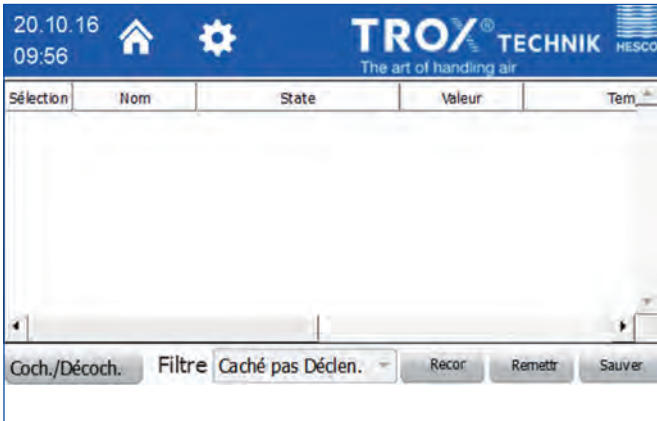 20.10.16
09:56
TROX® TECHNIK HESCO
The art of handling air
Sélection Nom State Valeur Tem
Coch./Décoch. Filtre Caché pas Déclen. Recor Remettr Sauver